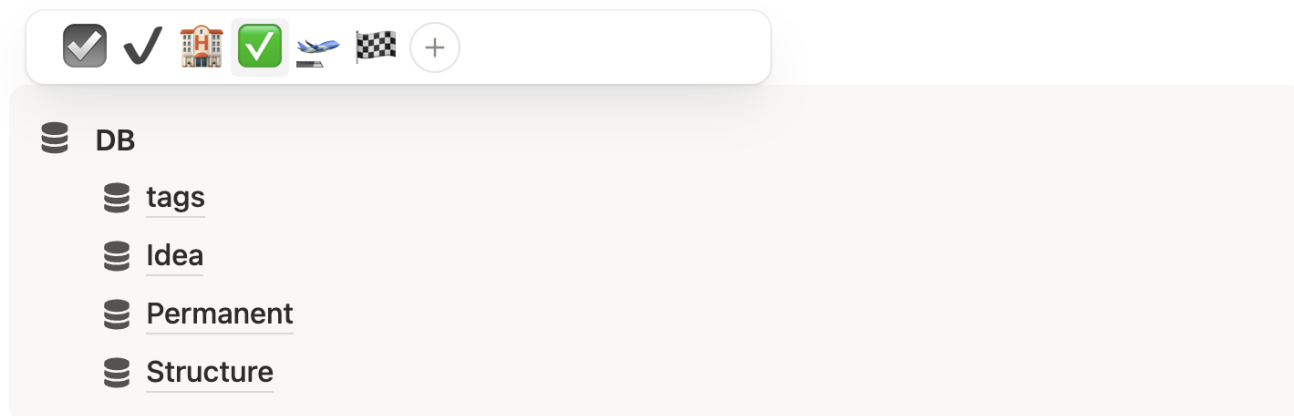 DB
tags
Idea
Permanent
Structure